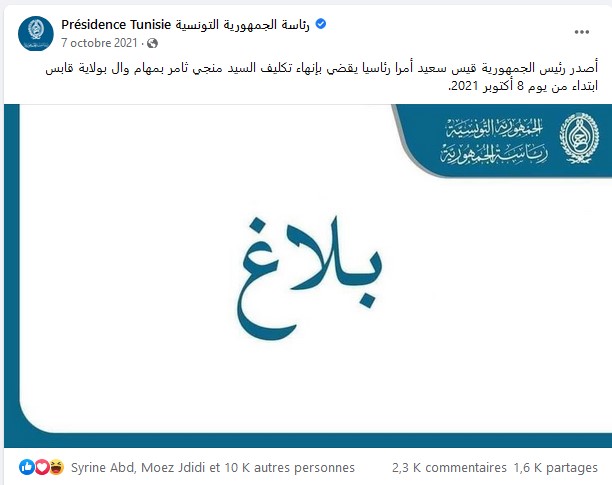 Présidence Tunisie رئاسة الجمهورية التونسية
7 octobre 2021 ·
أصدر رئيس الجمهورية قيس سعيد أمرا رئاسيا يقضي بإنهاء تكليف السيد منجي ثامر بمهام وال بولاية قابس
ابتداء من يوم 8 أكتوبر 2021.
الجمهورية التونسية
رئاسة الجمهورية
بلاغ
Syrine Abd, Moez Jdidi et 10 K autres personnes
2,3 K commentaires 1,6 K partages